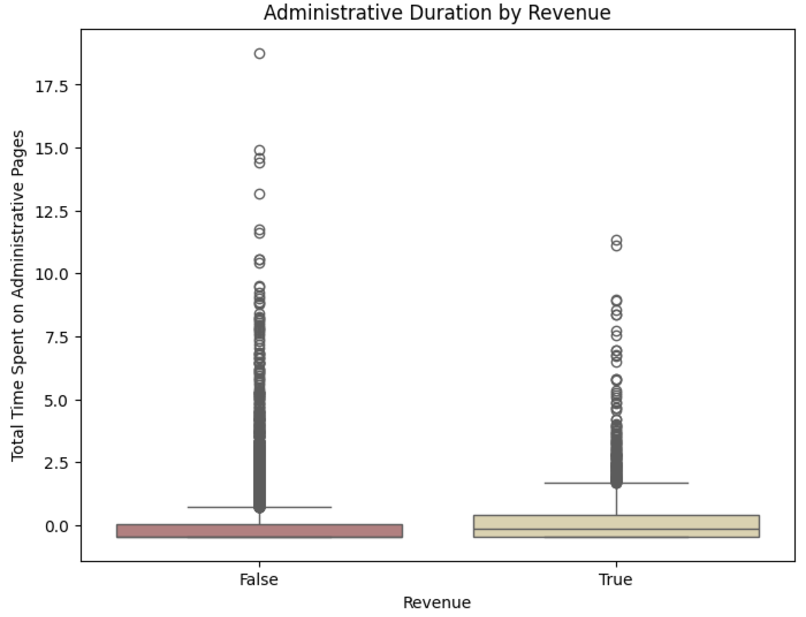 Administrative Duration by Revenue
Total Time Spent on Administrative Pages
17.5
15.0
12.5
10.0
7.5
5.0
2.5
0.0
False
True
Revenue